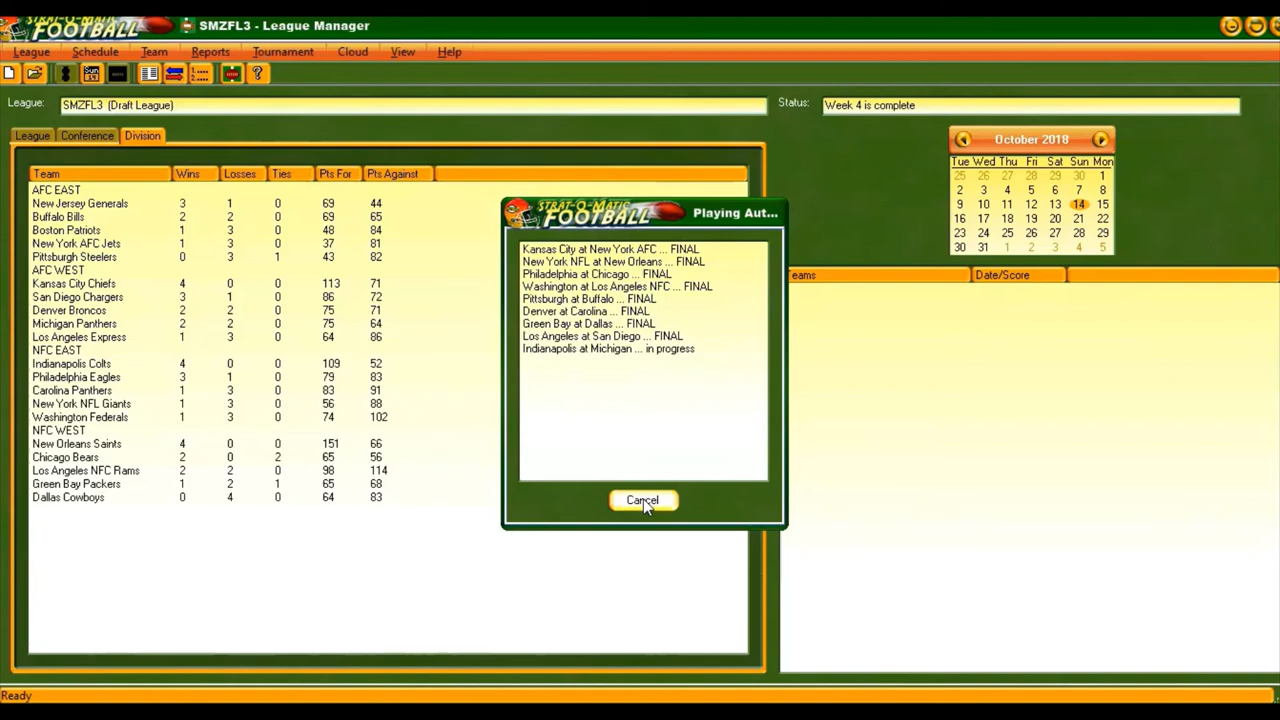 STRAT-O-MATIC
FOOTBALL
SMZFL3 - League Manager
League Schedule Team Reports Tournament Cloud View Help
League: SMZFL3 (Draft League) Status: Week 4 is complete
League Conference Division
Team Wins Losses Ties Pts For Pts Against
AFC EAST
New Jersey Generals 3 1 0 69 44
Buffalo Bills 2 2 0 69 65
Boston Patriots 1 3 0 48 84
New York AFC Jets 1 3 0 37 81
Pittsburgh Steelers 0 3 1 43 82
AFC WEST
Kansas City Chiefs 4 0 0 113 71
San Diego Chargers 3 1 0 86 72
Denver Broncos 2 2 0 75 71
Michigan Panthers 2 2 0 75 64
Los Angeles Express 1 3 0 64 86
NFC EAST
Indianapolis Colts 4 0 0 109 52
Philadelphia Eagles 3 1 0 79 83
Carolina Panthers 1 3 0 83 91
New York NFL Giants 1 3 0 56 88
Washington Federals 1 3 0 74 102
NFC WEST
New Orleans Saints 4 0 0 151 66
Chicago Bears 2 0 2 65 56
Los Angeles NFC Rams 2 2 0 98 114
Green Bay Packers 1 2 1 65 68
Dallas Cowboys 0 4 0 64 83
STRAT-O-MATIC
FOOTBALL
Playing Aut...
Kansas City at New York AFC ... FINAL
New York NFL at New Orleans ... FINAL
Philadelphia at Chicago ... FINAL
Washington at Los Angeles NFC ... FINAL
Pittsburgh at Buffalo ... FINAL
Denver at Carolina ... FINAL
Green Bay at Dallas ... FINAL
Los Angeles at San Diego ... FINAL
Indianapolis at Michigan ... in progress
Cancel
October 2018
Tue Wed Thu Fri Sat Sun Mon
25 26 27 28 29 30 1
2 3 4 5 6 7 8
9 10 11 12 13 14 15
16 17 18 19 20 21 22
23 24 25 26 27 28 29
30 31 1 2 3 4 5
Teams Date/Score
Ready